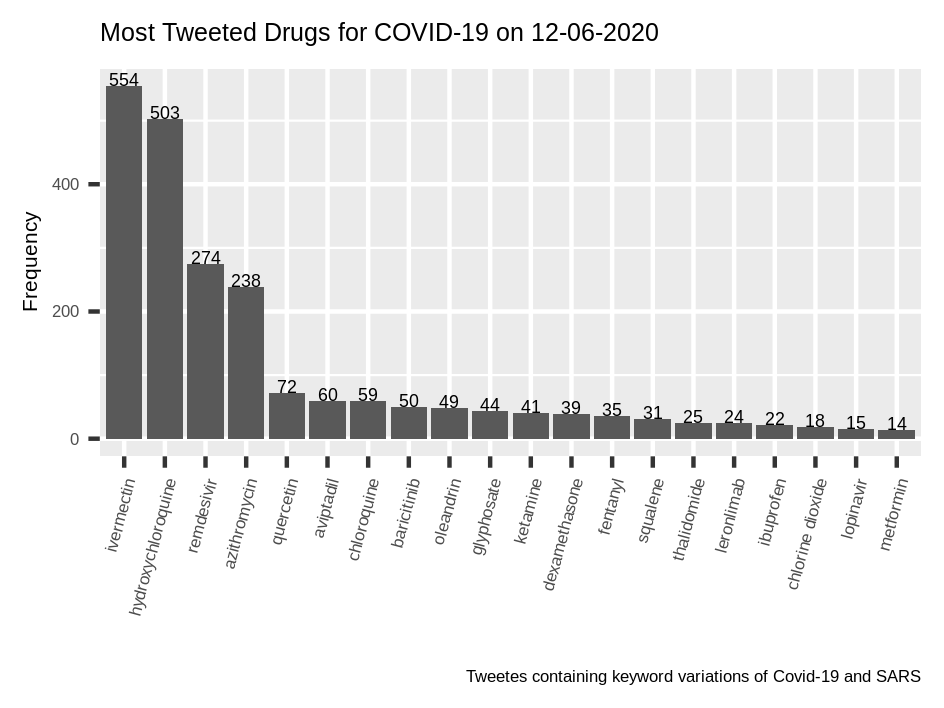 Most Tweeted Drugs for COVID-19 on 12-06-2020
554
503
274
238
72
60
59
50
49
44
41
39
35
31
25
24
22
18
15
14
400
200
0
Frequency
ivermectin
hydroxychloroquine
remdesivir
azithromycin
quercetin
aviptadil
chloroquine
baricitinib
oleandrin
glyphosate
ketamine
dexamethasone
fentanyl
squalene
thalidomide
leronlimab
ibuprofen
chlorine dioxide
lopinavir
metformin
Tweetes containing keyword variations of Covid-19 and SARS